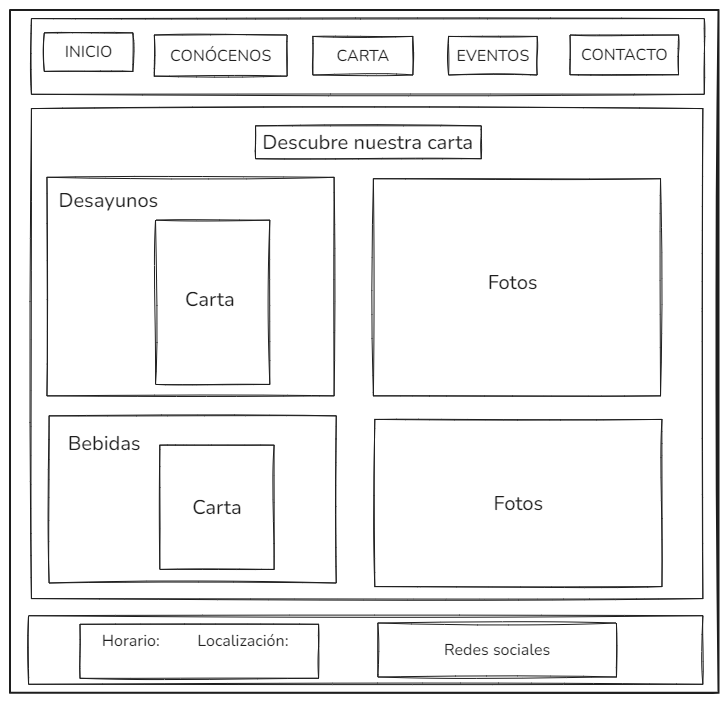 INICIO
CONÓCENOS
CARTA
EVENTOS
CONTACTO
Descubre nuestra carta
Desayunos
Carta
Fotos
Bebidas
Carta
Fotos
Horario:
Localización:
Redes sociales